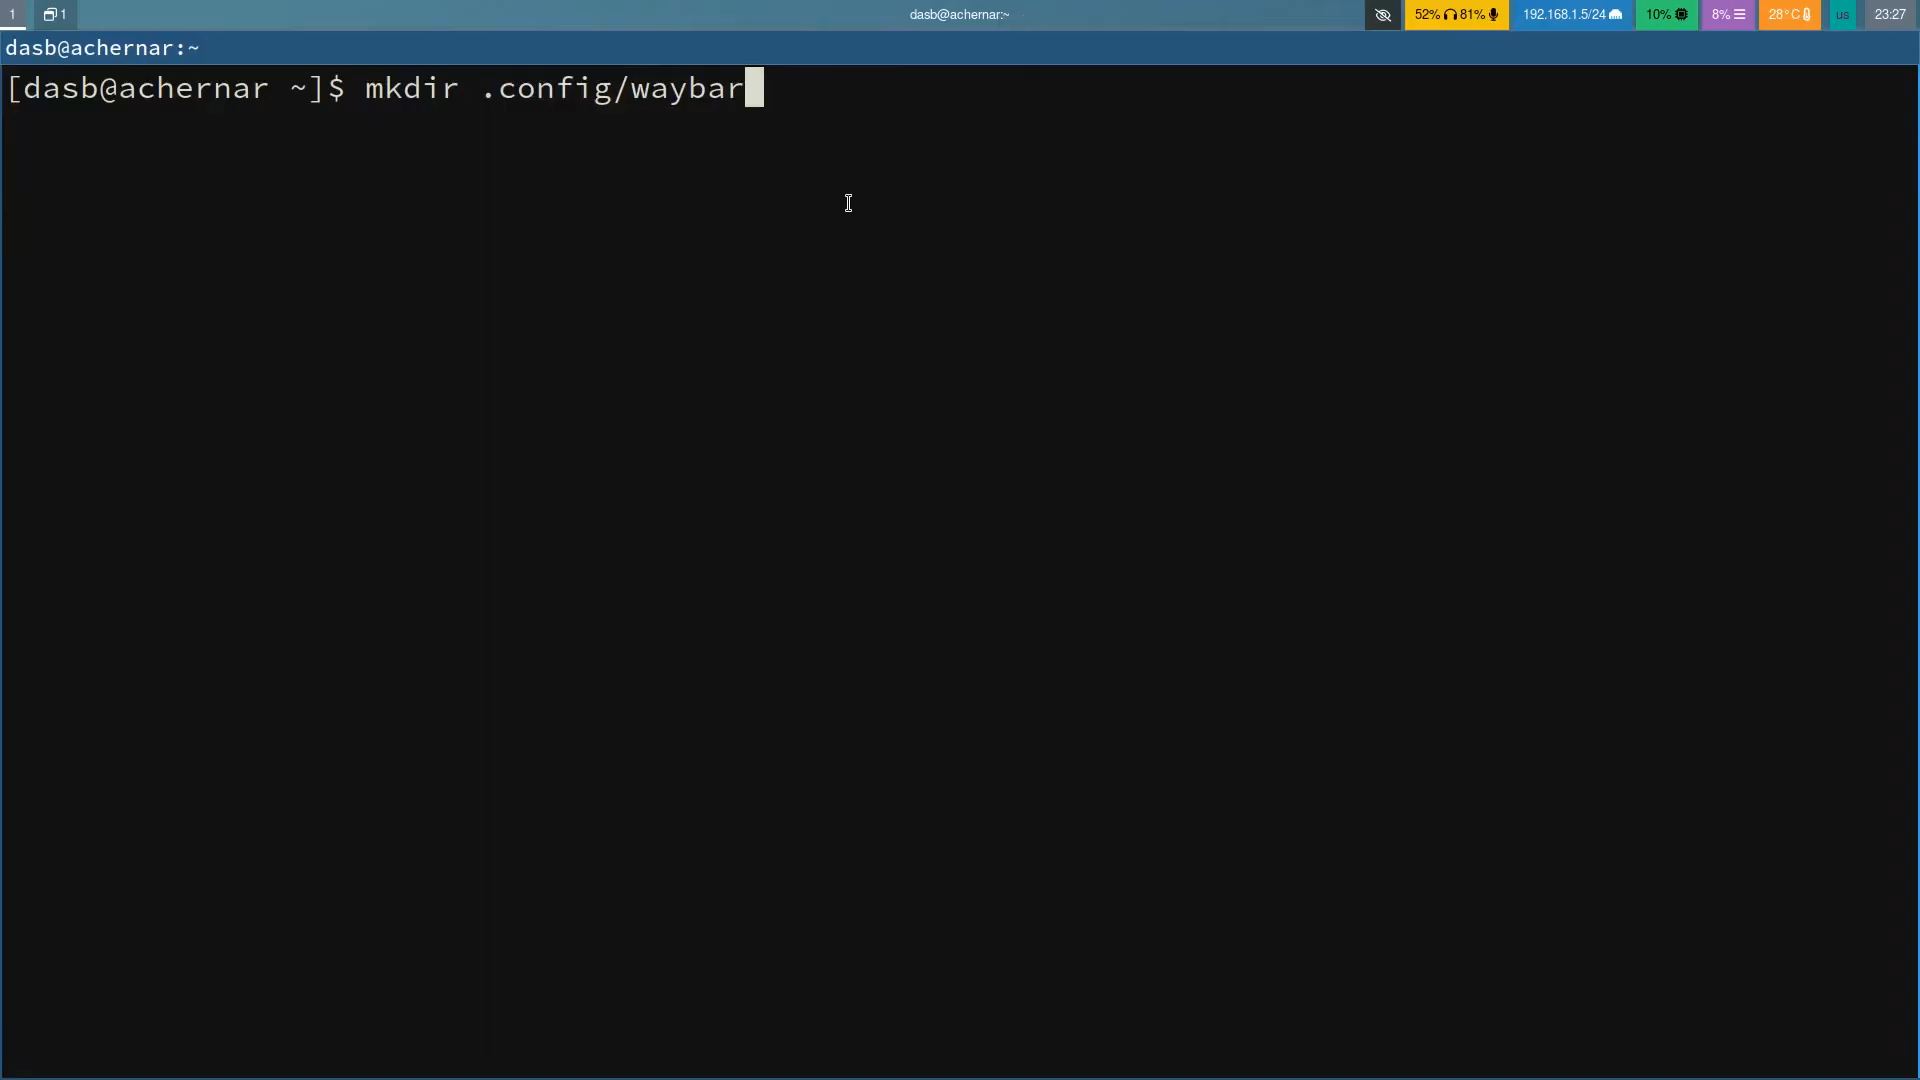 1 1 dasb@achernar:~ 52% 81% 192.168.1.5/24 10% 8% 28°C us 23:27
dasb@achernar:~
[dasb@achernar ~]$ mkdir .config/waybar